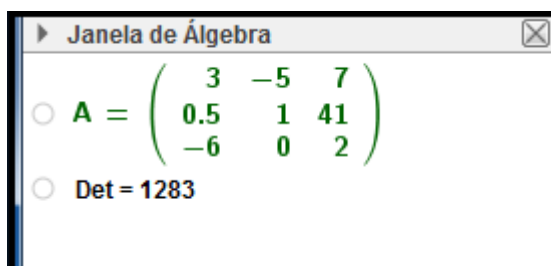 Janela de Álgebra
3 −5 7
A = 0.5 1 41
−6 0 2
Det = 1283